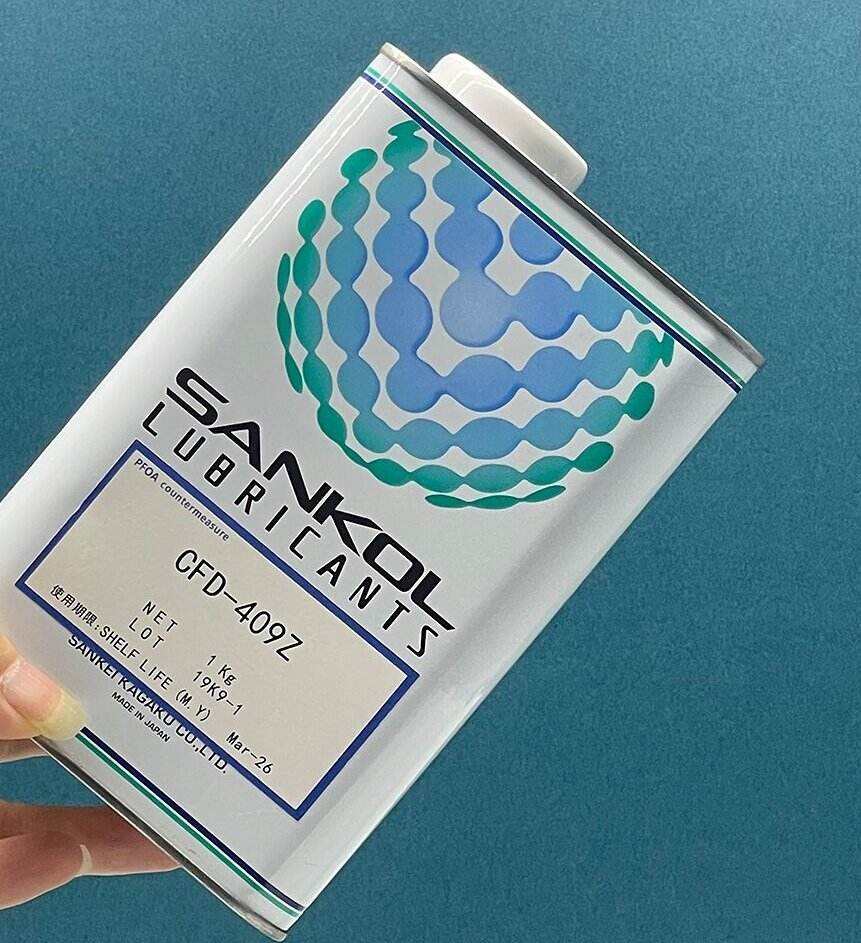 SANKOL
LUBRICANTS
PFOA countermeasure
CFD-409Z
NET 1 Kg
LOT 19K9-1
使用期限:SHELF LIFE (M.Y) Mar-26
SANKEI KAGAKU CO.,LTD.
MADE IN JAPAN